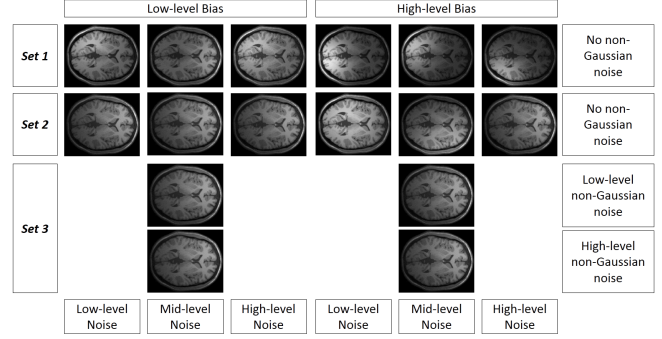 Low-level Bias
High-level Bias
Set 1
No non-
Gaussian
noise
Set 2
No non-
Gaussian
noise
Set 3
Low-level
non-Gaussian
noise
High-level
non-Gaussian
noise
Low-level
Noise
Mid-level
Noise
High-level
Noise
Low-level
Noise
Mid-level
Noise
High-level
Noise